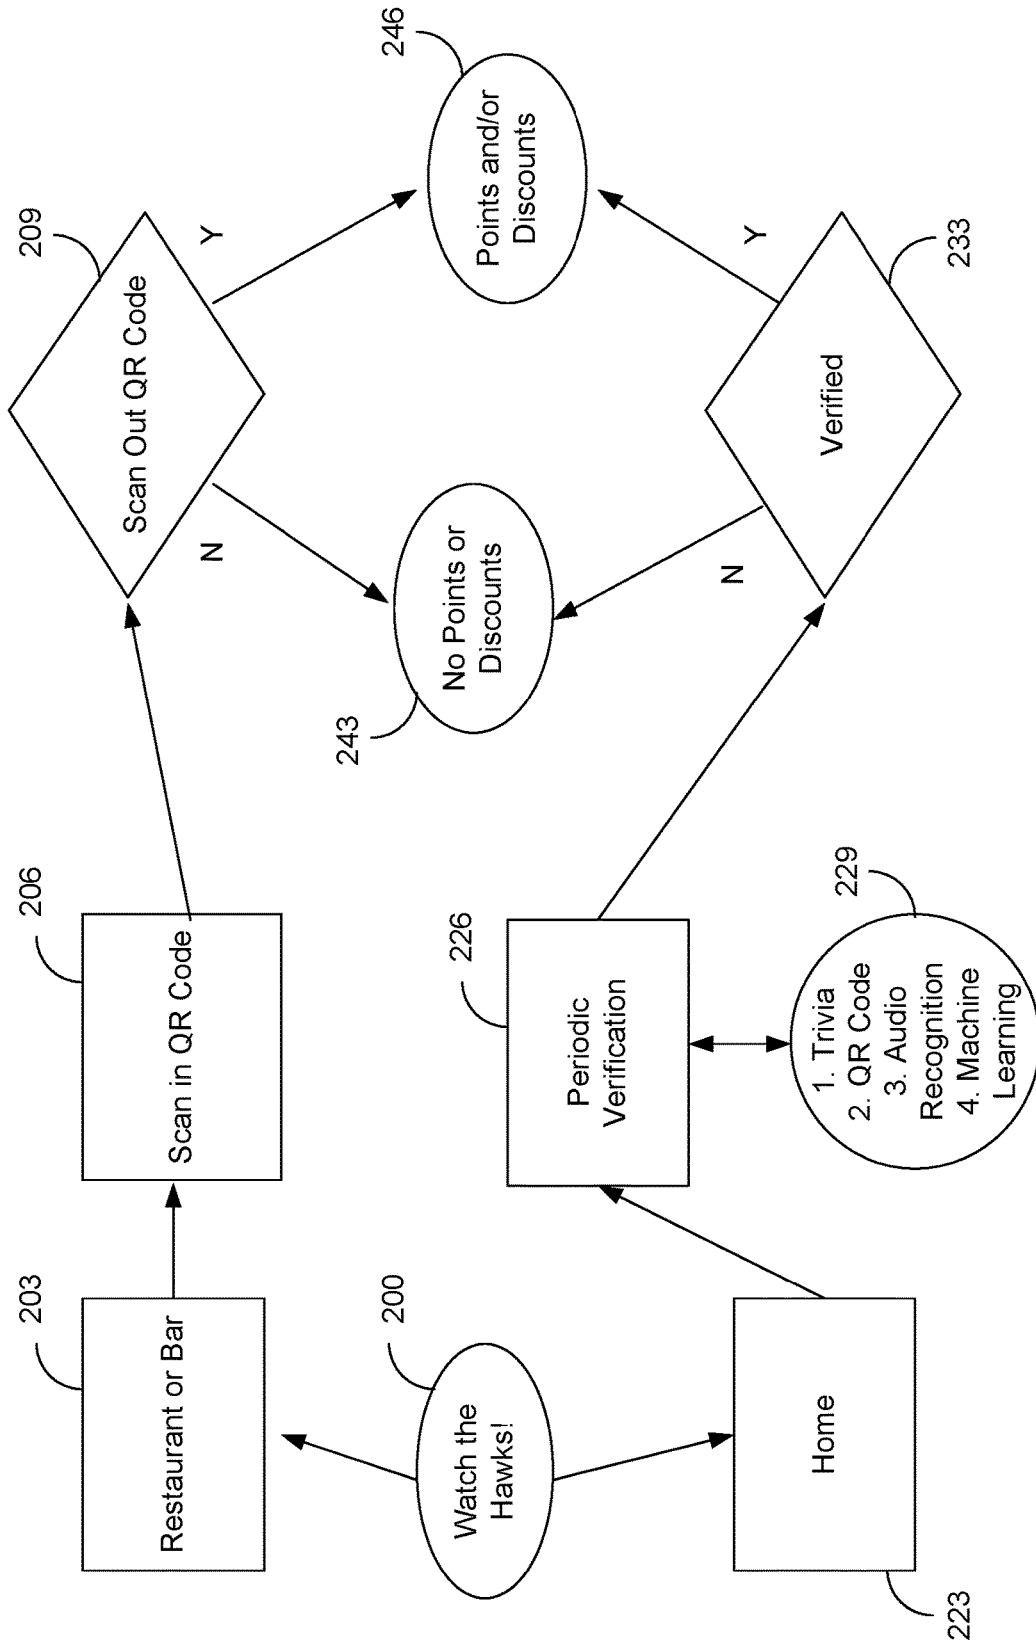 203
Restaurant or Bar
206
Scan in QR Code
209
Scan Out QR Code
N
Y
200
Watch the
Hawks!
243
No Points or
Discounts
246
Points and/or
Discounts
223
Home
226
Periodic
Verification
229
1. Trivia
2. QR Code
3. Audio
Recognition
4. Machine
Learning
233
Verified
N
Y